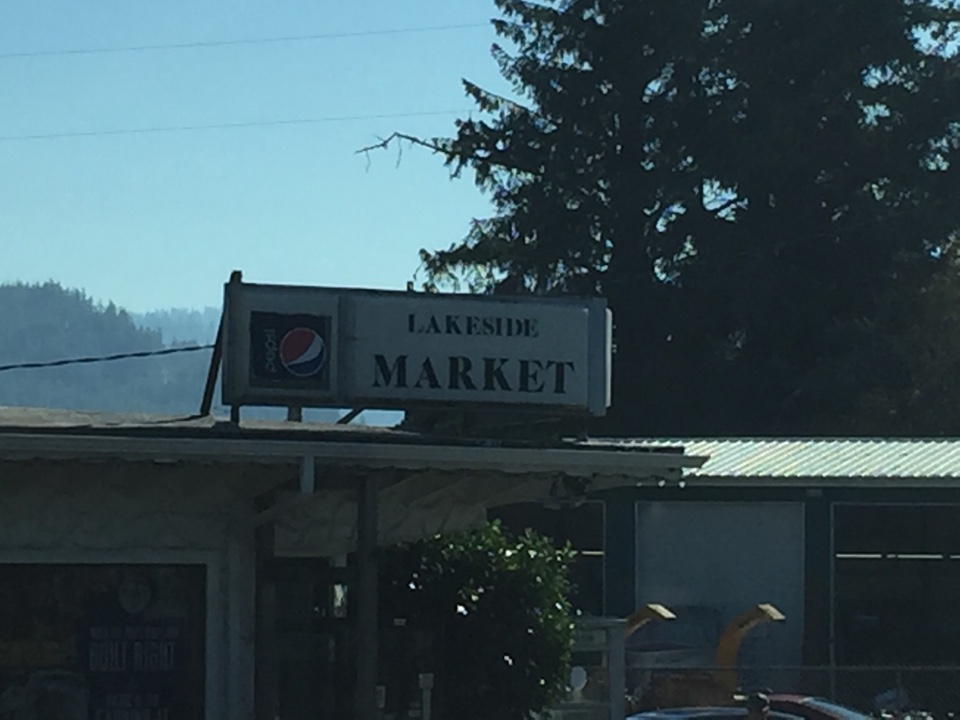 pepsi
LAKESIDE
MARKET
BUILT RIGHT